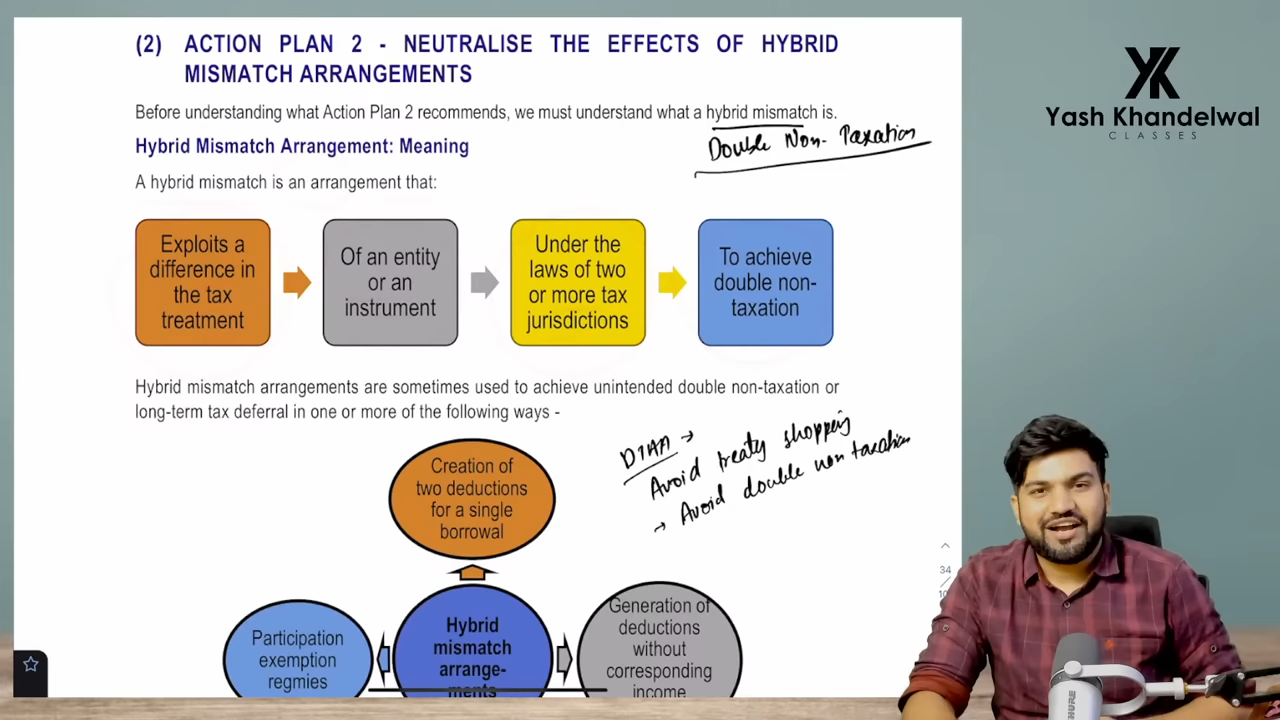 (2) ACTION PLAN 2 - NEUTRALISE THE EFFECTS OF HYBRID
MISMATCH ARRANGEMENTS
Before understanding what Action Plan 2 recommends, we must understand what a hybrid mismatch is.
Hybrid Mismatch Arrangement: Meaning
Double Non-Taxation
A hybrid mismatch is an arrangement that:
Exploits a
difference in
the tax
treatment
Of an entity
or an
instrument
Under the
laws of two
or more tax
jurisdictions
To achieve
double non-
taxation
Hybrid mismatch arrangements are sometimes used to achieve unintended double non-taxation or
long-term tax deferral in one or more of the following ways -
DTAA →
Avoid treaty shopping
→ Avoid double non taxation
Creation of
two deductions
for a single
borrowal
Participation
exemption
regmies
Hybrid
mismatch
arrange-
ments
Generation of
deductions
without
corresponding
income
34
YK
Yash Khandelwal
CLASSES
SHURE